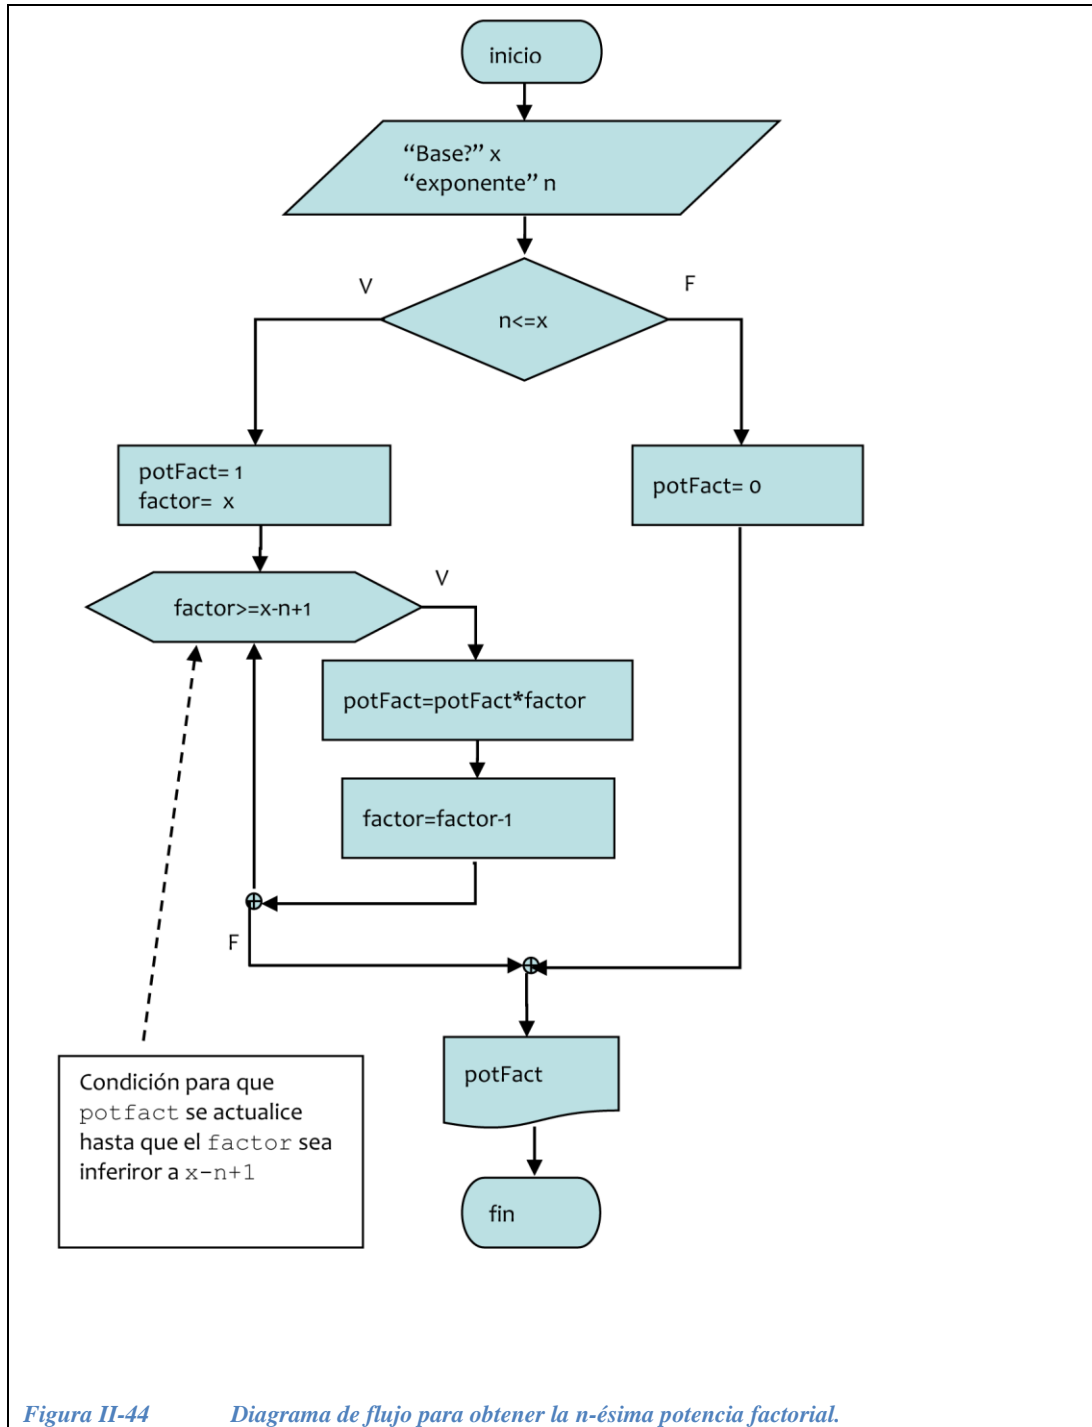 inicio
“Base?” x
“exponente” n
V
F
n<=x
potFact= 1
factor= x
potFact= 0
V
factor>=x-n+1
potFact=potFact*factor
factor=factor-1
F
potFact
Condición para que
potfact se actualice
hasta que el factor sea
inferiror a x-n+1
fin
Figura II-44 Diagrama de flujo para obtener la n-ésima potencia factorial.